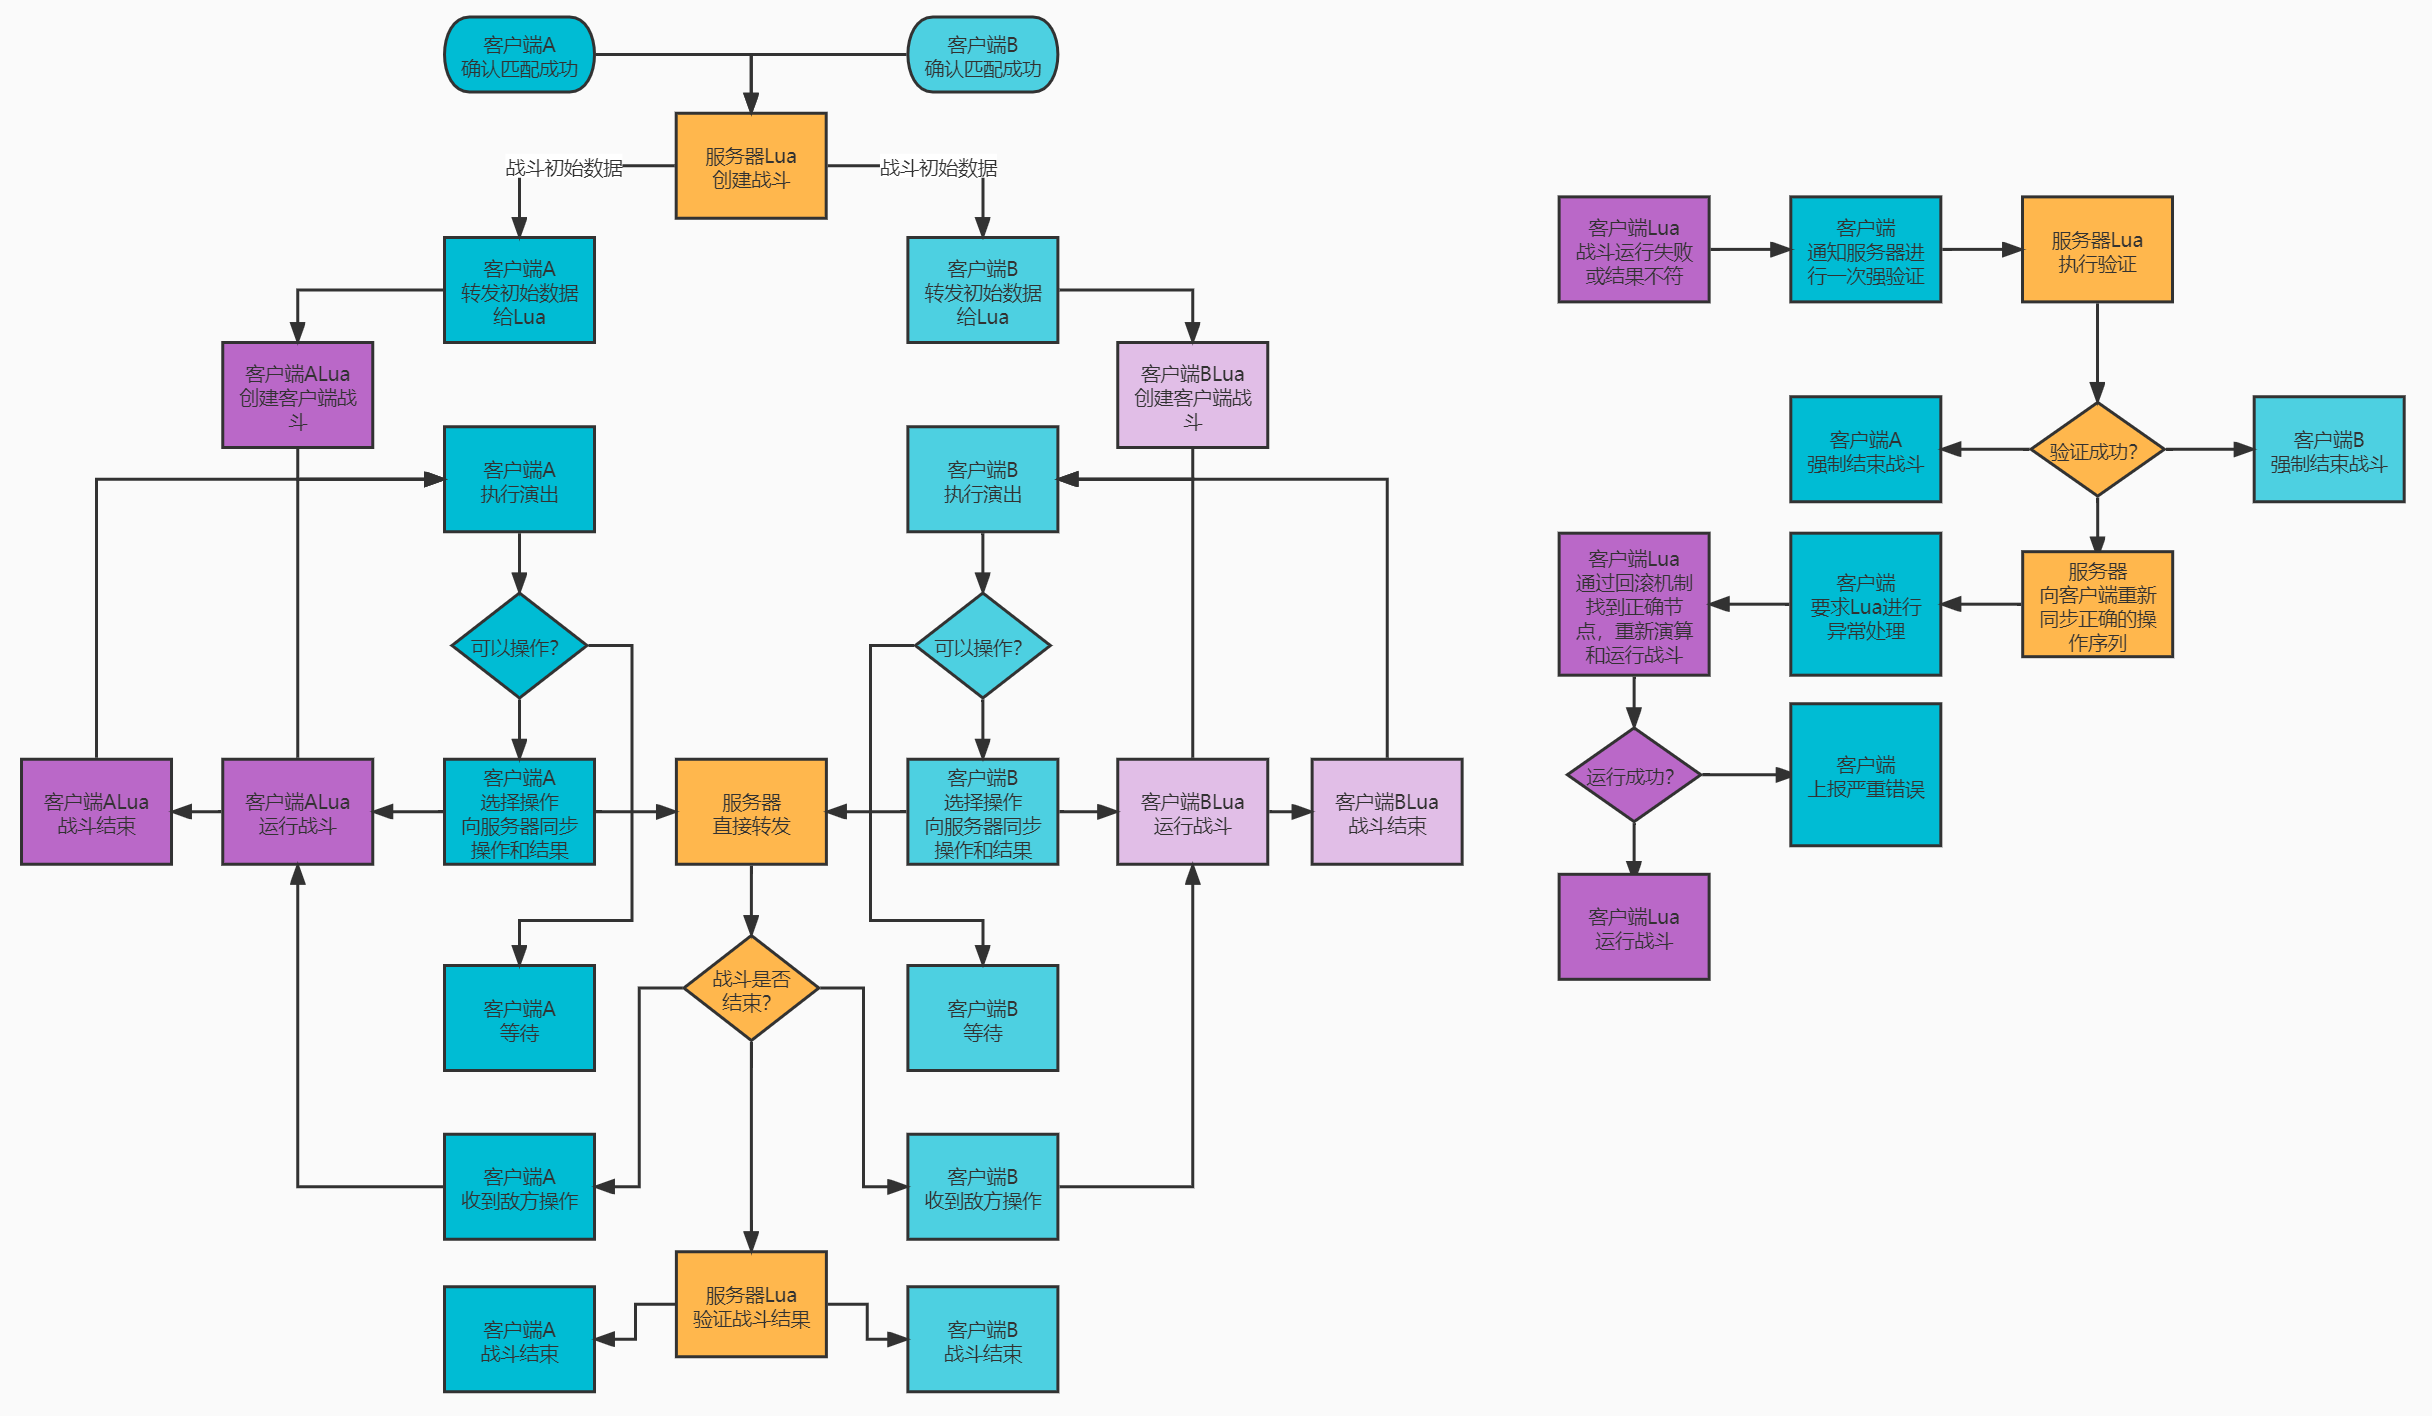 客户端A
确认匹配成功
客户端B
确认匹配成功
服务器Lua
创建战斗
战斗初始数据
战斗初始数据
客户端A
转发初始数据
给Lua
客户端B
转发初始数据
给Lua
客户端ALua
创建客户端战
斗
客户端BLua
创建客户端战
斗
客户端A
执行演出
客户端B
执行演出
可以操作?
可以操作?
客户端ALua
战斗结束
客户端ALua
运行战斗
客户端A
选择操作
向服务器同步
操作和结果
服务器
直接转发
客户端B
选择操作
向服务器同步
操作和结果
客户端BLua
运行战斗
客户端BLua
战斗结束
战斗是否
结束?
客户端A
等待
客户端B
等待
客户端A
收到敌方操作
客户端B
收到敌方操作
服务器Lua
验证战斗结果
客户端A
战斗结束
客户端B
战斗结束
客户端Lua
战斗运行失败
或结果不符
客户端
通知服务器进
行一次强验证
服务器Lua
执行验证
客户端A
强制结束战斗
验证成功?
客户端B
强制结束战斗
客户端Lua
通过回滚机制
找到正确节
点，重新演算
和运行战斗
客户端
要求Lua进行
异常处理
服务器
向客户端重新
同步正确的操
作序列
运行成功?
客户端
上报严重错误
客户端Lua
运行战斗